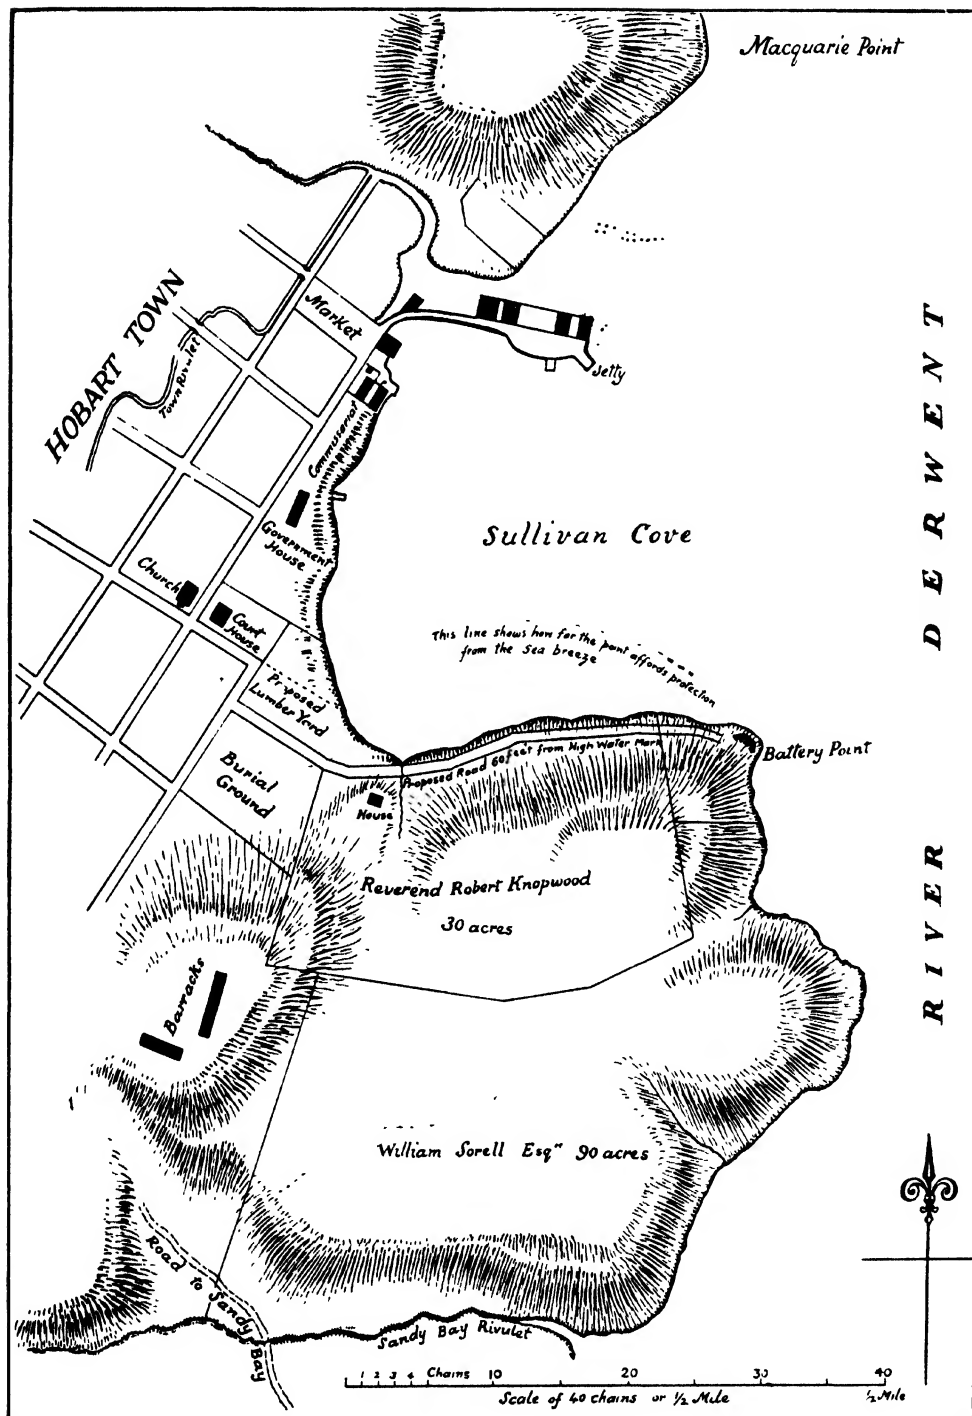 Macquarie Point
HOBART TOWN
Town Rivulet
Market
Jetty
Commissariat
Government
House
Sullivan Cove
RIVER DERWENT
Church
Court
House
This line shows how far the point affords protection
from the Sea breeze
Proposed
Lumber Yard
Burial
Ground
Proposed Road 60 feet from High Water Mark
Battery Point
House
Reverend Robert Knopwood
30 acres
Barracks
William Sorell Esqr 90 acres
Road to Sandy Bay
Sandy Bay Rivulet
1 2 3 4 Chains 10 20 30 40
Scale of 40 chains or 1/2 Mile
1/2 Mile